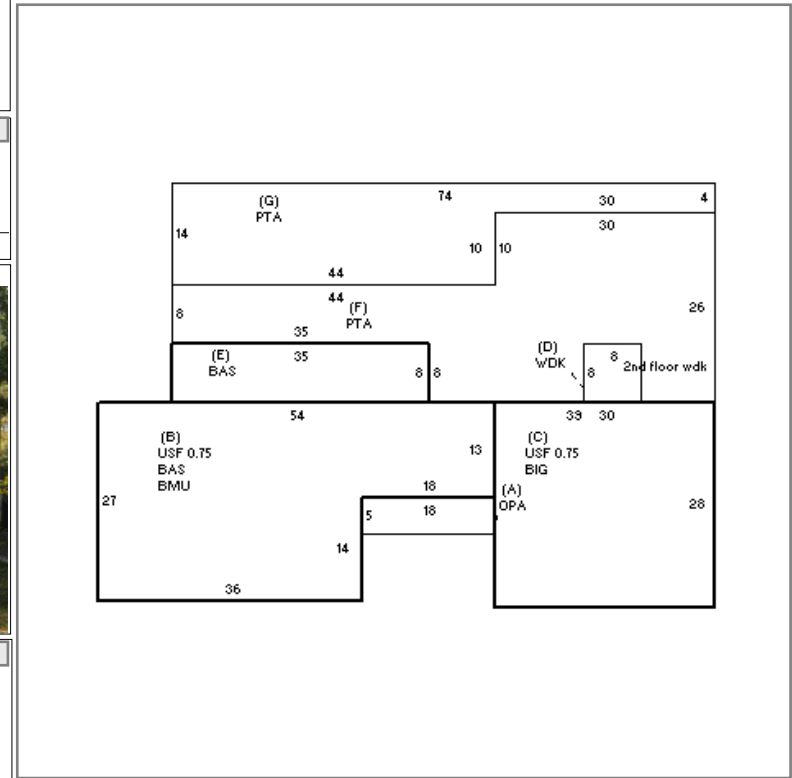 74
30
4
(G)
PTA
30
14
10
10
44
44
(F)
PTA
8
26
35
(E)
BAS
35
8
8
(D)
WDK
8
8
2nd floor wdk
54
39
30
(B)
USF 0.75
BAS
BMU
13
(C)
USF 0.75
BIG
18
(A)
OPA
27
5
18
28
14
36